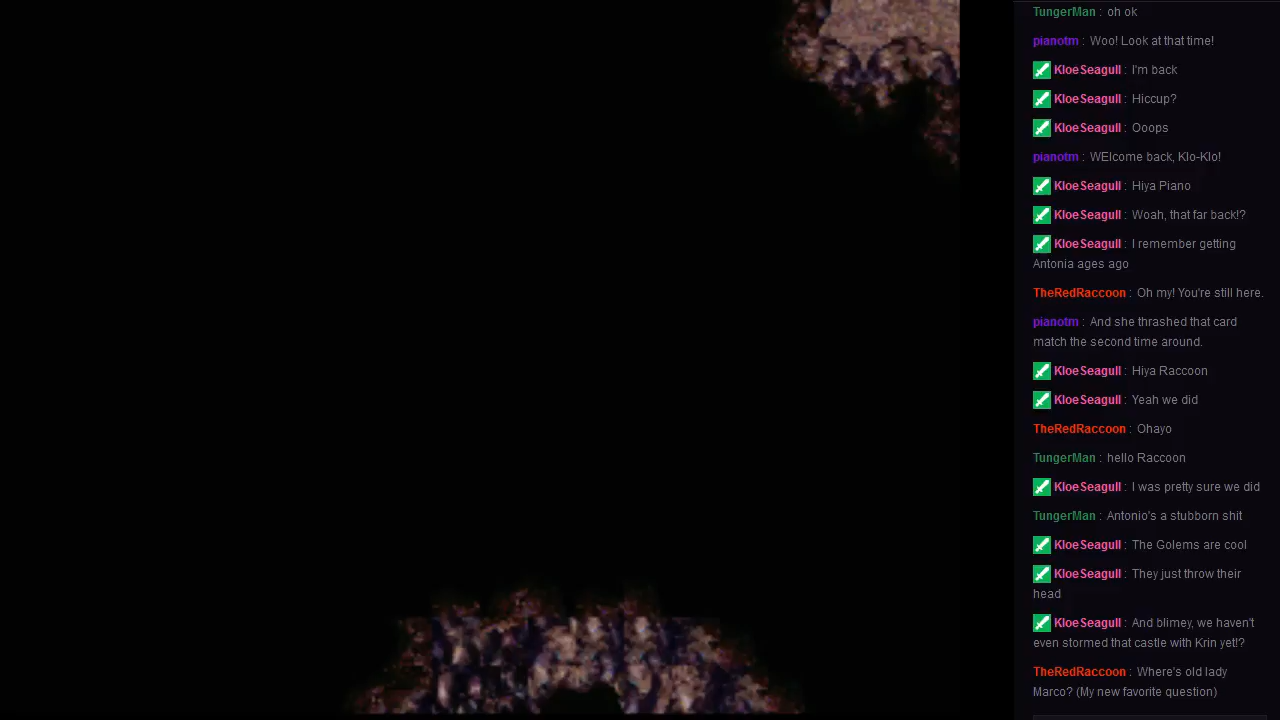 TungerMan : oh ok
pianotm : Woo! Look at that time!
KloeSeagull : I'm back
KloeSeagull : Hiccup?
KloeSeagull : Ooops
pianotm : WElcome back, Klo-Klo!
KloeSeagull : Hiya Piano
KloeSeagull : Woah, that far back!?
KloeSeagull : I remember getting
Antonia ages ago
TheRedRaccoon : Oh my! You're still here.
pianotm : And she thrashed that card
match the second time around.
KloeSeagull : Hiya Raccoon
KloeSeagull : Yeah we did
TheRedRaccoon : Ohayo
TungerMan : hello Raccoon
KloeSeagull : I was pretty sure we did
TungerMan : Antonio's a stubborn shit
KloeSeagull : The Golems are cool
KloeSeagull : They just throw their
head
KloeSeagull : And blimey, we haven't
even stormed that castle with Krin yet!?
TheRedRaccoon : Where's old lady
Marco? (My new favorite question)